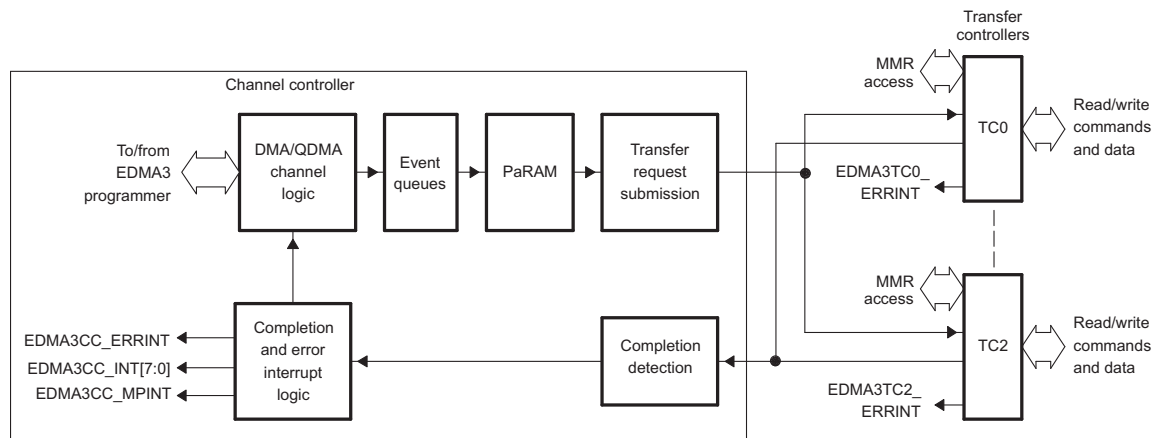 Transfer
controllers
MMR
access
TC0
Read/write
commands
and data
EDMA3TC0_
ERRINT
Channel controller
To/from
EDMA3
programmer
DMA/QDMA
channel
logic
Event
queues
PaRAM
Transfer
request
submission
MMR
access
TC2
Read/write
commands
and data
EDMA3TC2_
ERRINT
EDMA3CC_ERRINT
EDMA3CC_INT[7:0]
EDMA3CC_MPINT
Completion
and error
interrupt
logic
Completion
detection